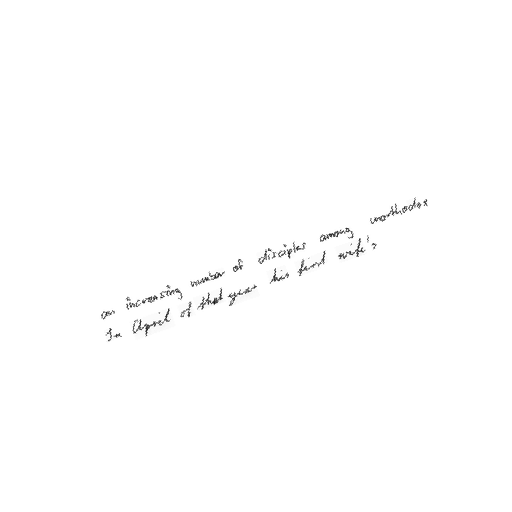 an increasing number of disciples among unorthodox
In April of that year his first wife,